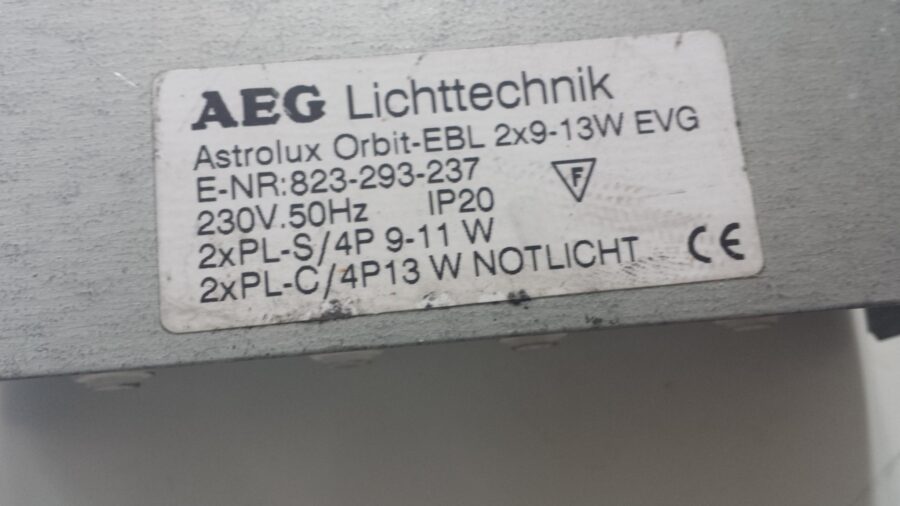 AEG Lichttechnik
Astrolux Orbit-EBL 2x9-13W EVG
E-NR:823-293-237
F
230V.50Hz IP20
2xPL-S/4P 9-11 W
2xPL-C/4P13 W NOTLICHT CE